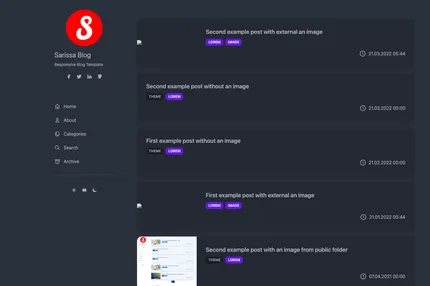 S
Sarissa Blog
Responsive Blog Template
Home
About
Categories
Search
Archive
Second example post with external an image
LOREM IMAGE
21.03.2022 05:44
Second example post without an image
THEME LOREM
21.03.2022 00:00
First example post without an image
THEME LOREM
21.02.2022 00:00
First example post with external an image
LOREM IMAGE
21.01.2022 05:44
Second example post with an image from public folder
THEME LOREM
07.04.2021 00:00